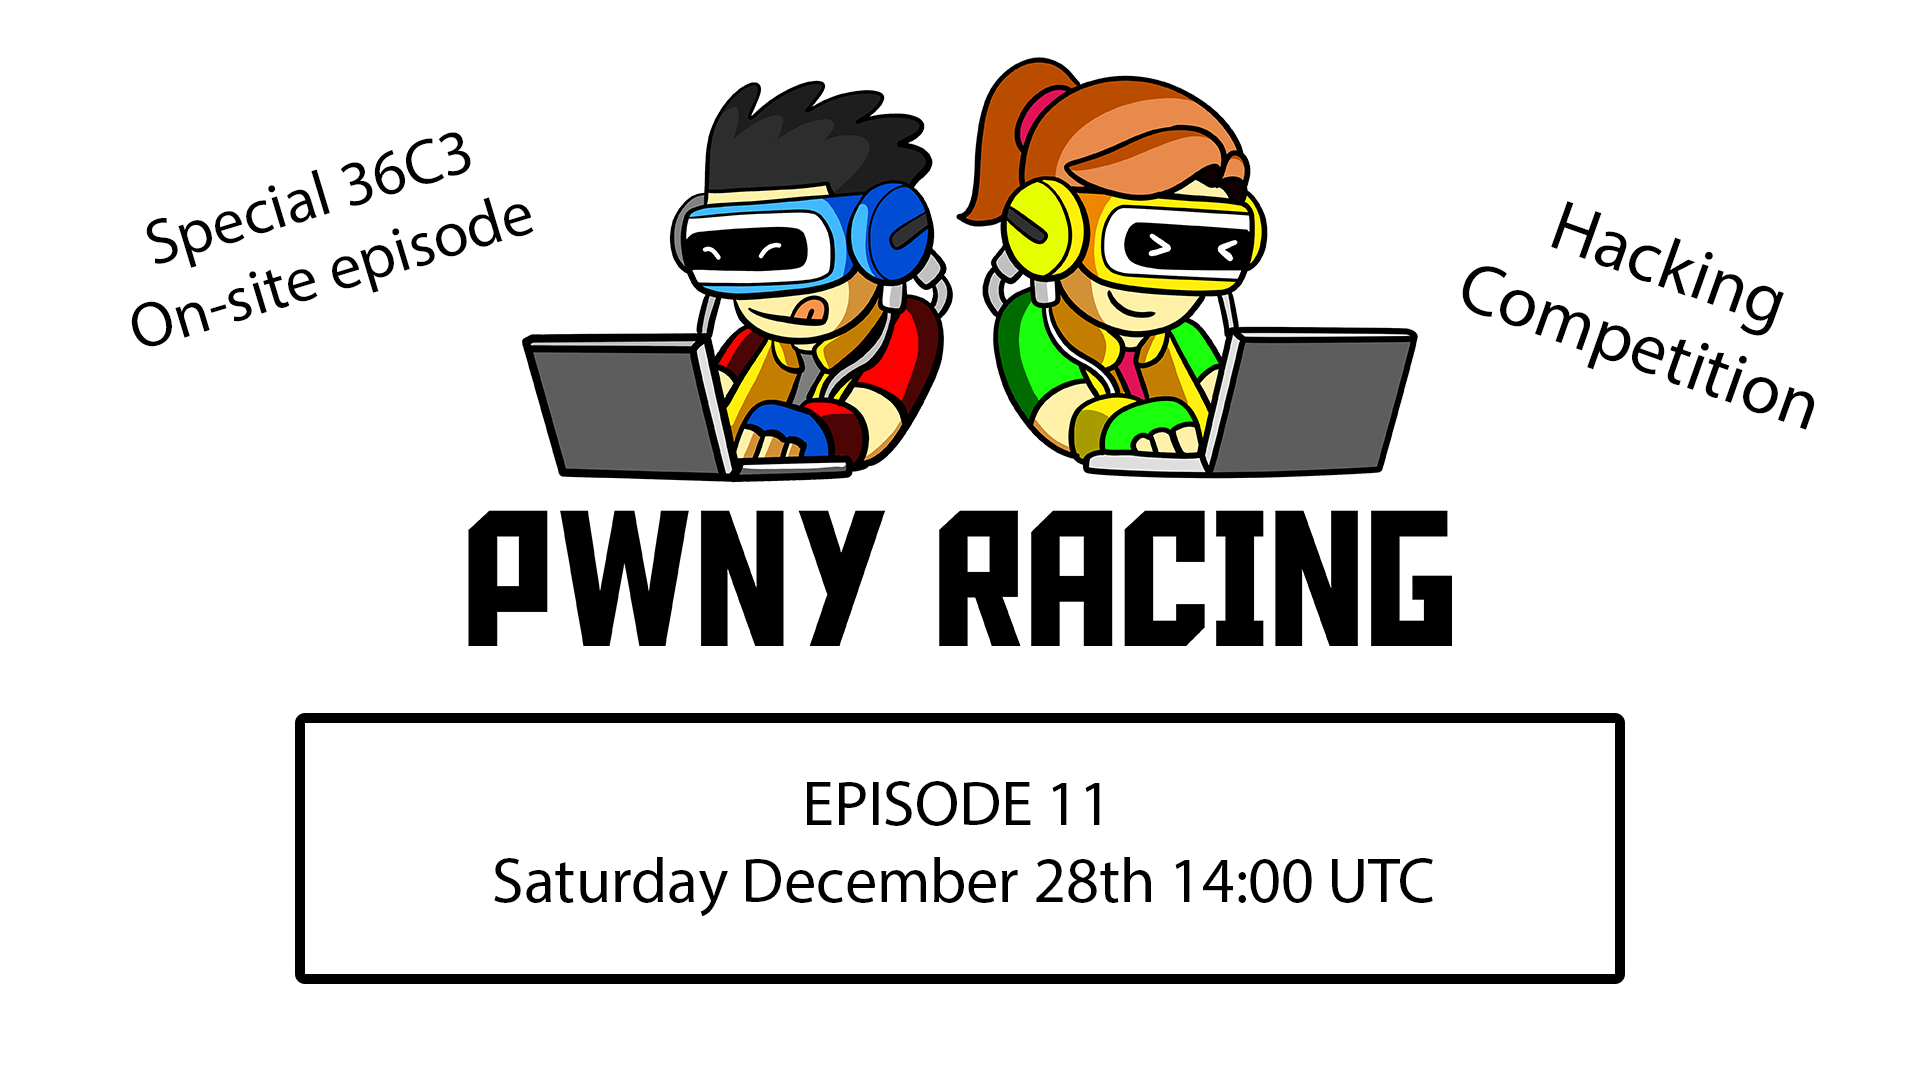 Special 36C3
On-site episode
Hacking
Competition
PWNY RACING
EPISODE 11
Saturday December 28th 14:00 UTC